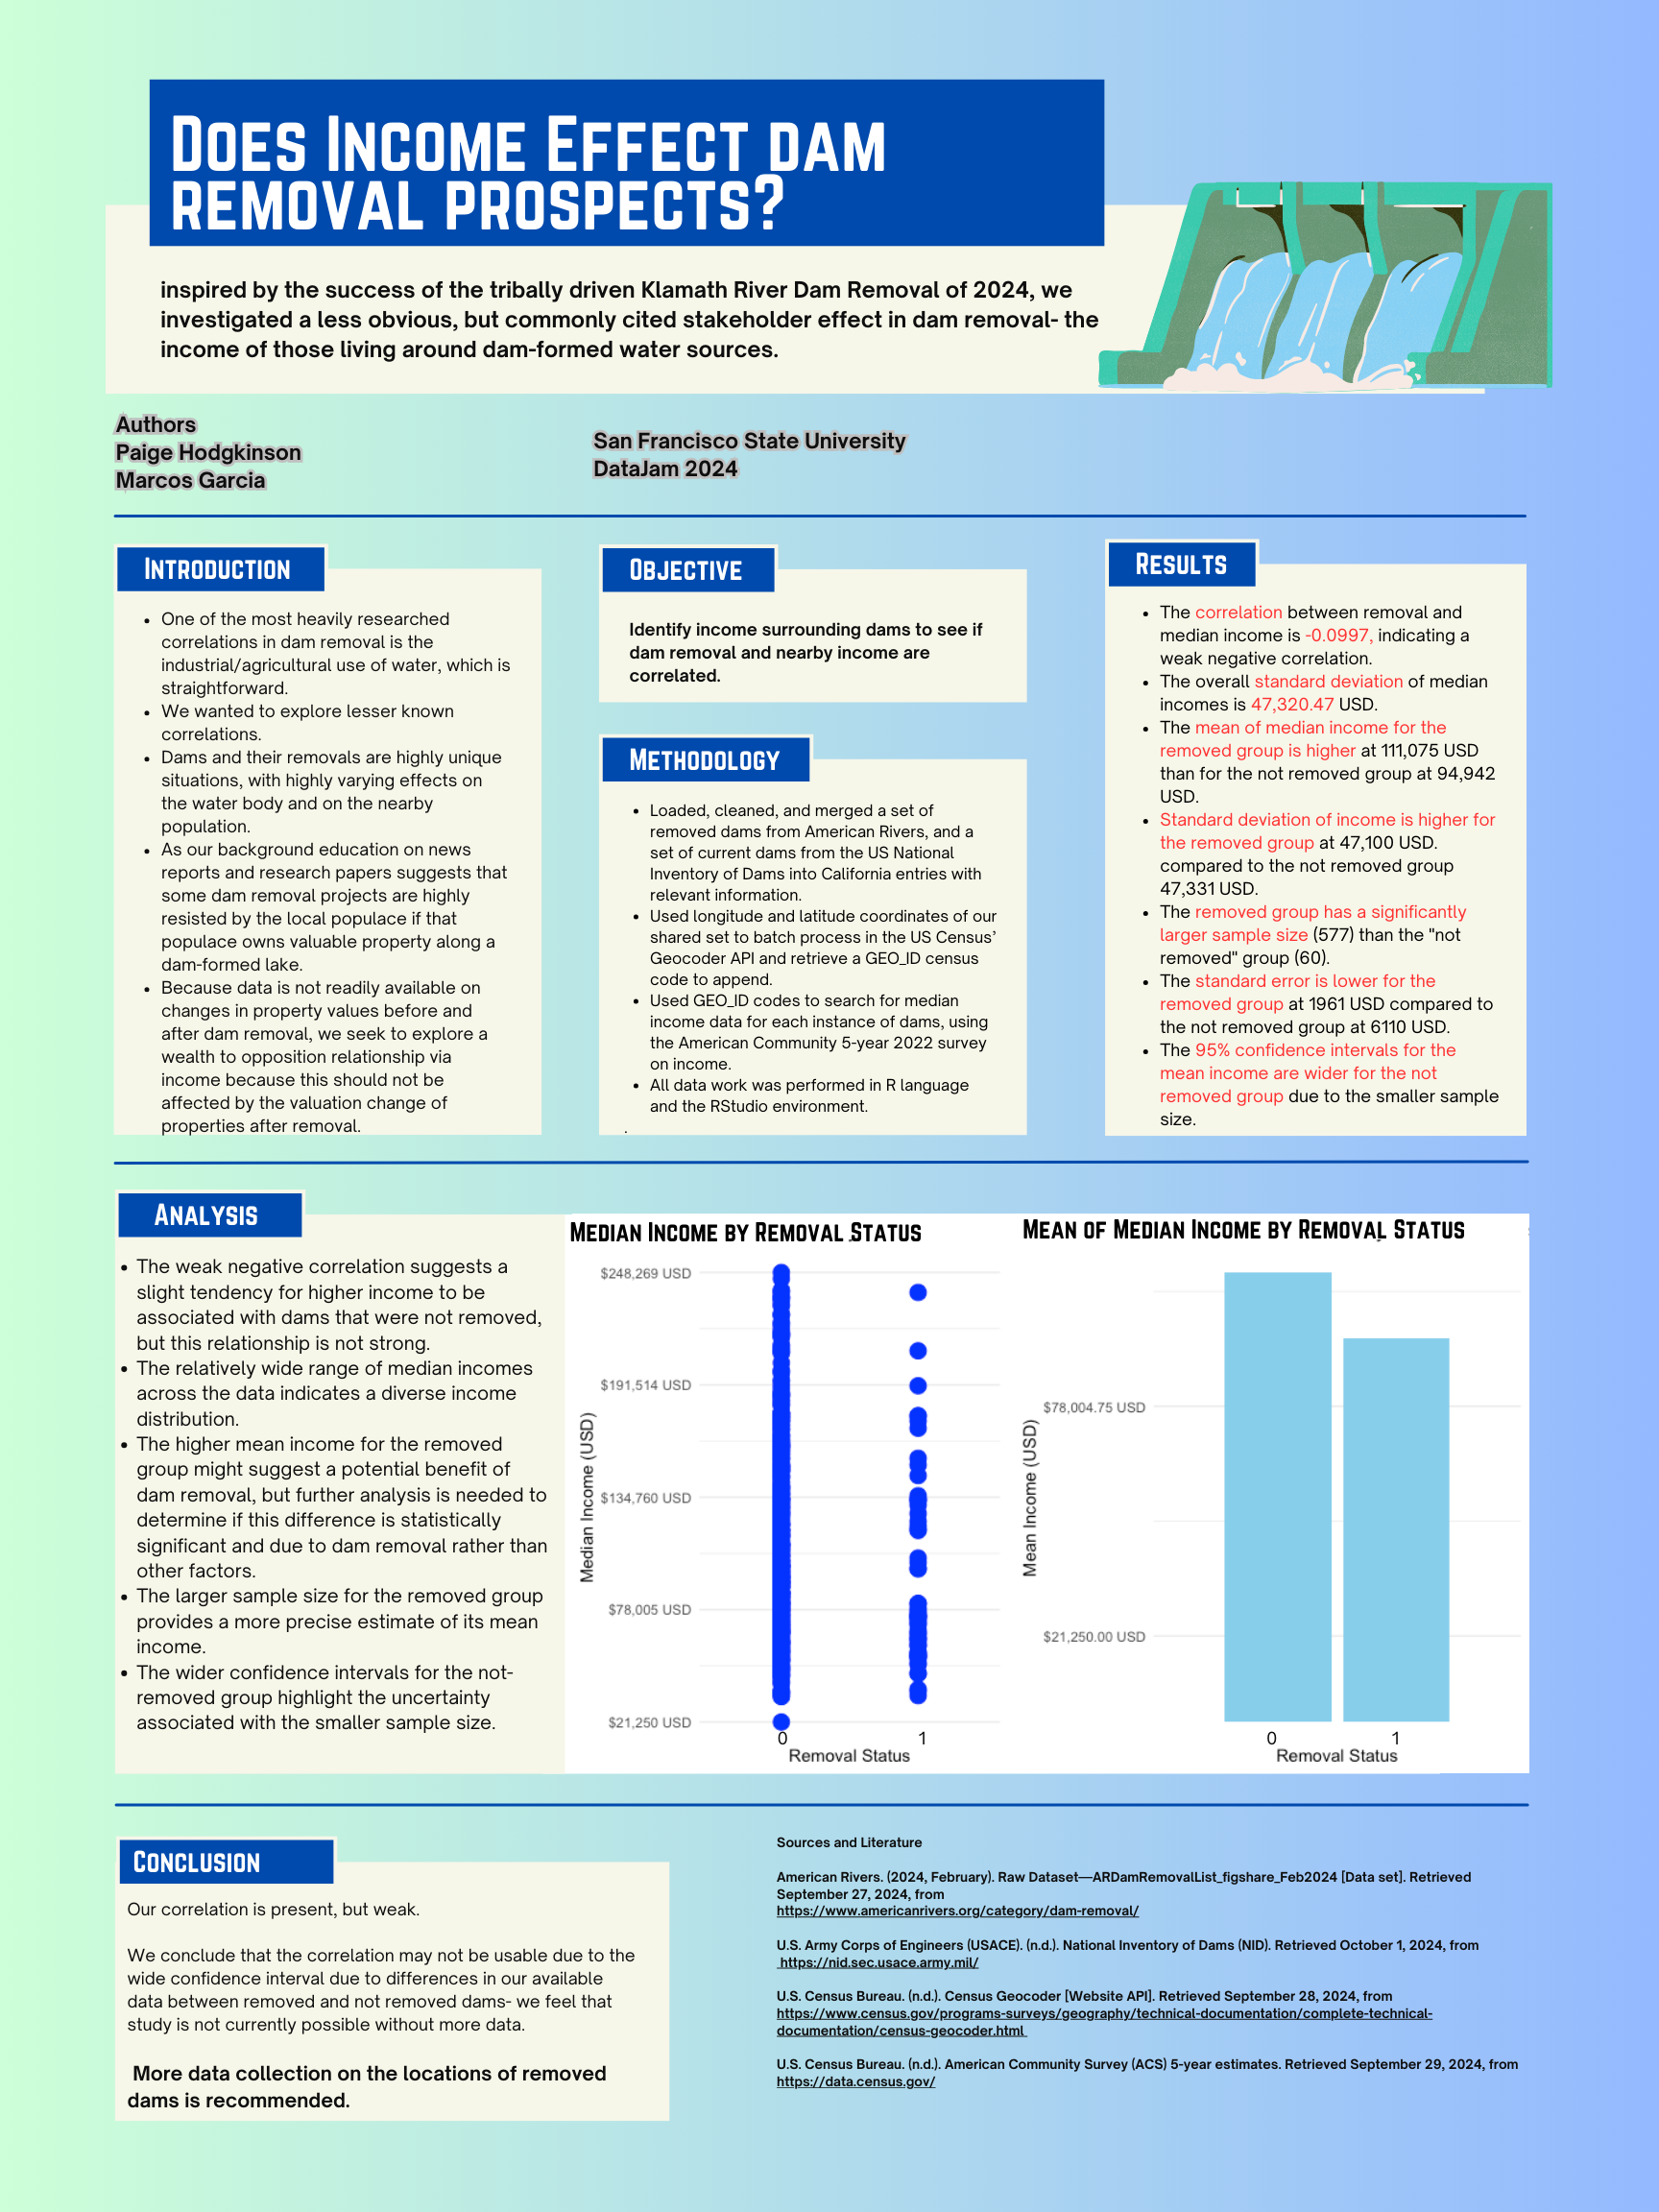 Does Income Effect dam
removal prospects?
inspired by the success of the tribally driven Klamath River Dam Removal of 2024, we
investigated a less obvious, but commonly cited stakeholder effect in dam removal- the
income of those living around dam-formed water sources.
Authors
Paige Hodgkinson
Marcos Garcia
San Francisco State University
DataJam 2024
Introduction
• One of the most heavily researched
correlations in dam removal is the
industrial/agricultural use of water, which is
straightforward.
• We wanted to explore lesser known
correlations.
• Dams and their removals are highly unique
situations, with highly varying effects on
the water body and on the nearby
population.
• As our background education on news
reports and research papers suggests that
some dam removal projects are highly
resisted by the local populace if that
populace owns valuable property along a
dam-formed lake.
• Because data is not readily available on
changes in property values before and
after dam removal, we seek to explore a
wealth to opposition relationship via
income because this should not be
affected by the valuation change of
properties after removal.
Objective
Identify income surrounding dams to see if
dam removal and nearby income are
correlated.
Methodology
• Loaded, cleaned, and merged a set of
removed dams from American Rivers, and a
set of current dams from the US National
Inventory of Dams into California entries with
relevant information.
• Used longitude and latitude coordinates of our
shared set to batch process in the US Census’
Geocoder API and retrieve a GEO_ID census
code to append.
• Used GEO_ID codes to search for median
income data for each instance of dams, using
the American Community 5-year 2022 survey
on income.
• All data work was performed in R language
and the RStudio environment.
.
Results
• The correlation between removal and
median income is -0.0997, indicating a
weak negative correlation.
• The overall standard deviation of median
incomes is 47,320.47 USD.
• The mean of median income for the
removed group is higher at 111,075 USD
than for the not removed group at 94,942
USD.
• Standard deviation of income is higher for
the removed group at 47,100 USD.
compared to the not removed group
47,331 USD.
• The removed group has a significantly
larger sample size (577) than the "not
removed" group (60).
• The standard error is lower for the
removed group at 1961 USD compared to
the not removed group at 6110 USD.
• The 95% confidence intervals for the
mean income are wider for the not
removed group due to the smaller sample
size.
Analysis
• The weak negative correlation suggests a
slight tendency for higher income to be
associated with dams that were not removed,
but this relationship is not strong.
• The relatively wide range of median incomes
across the data indicates a diverse income
distribution.
• The higher mean income for the removed
group might suggest a potential benefit of
dam removal, but further analysis is needed to
determine if this difference is statistically
significant and due to dam removal rather than
other factors.
• The larger sample size for the removed group
provides a more precise estimate of its mean
income.
• The wider confidence intervals for the not-
removed group highlight the uncertainty
associated with the smaller sample size.
Median Income by Removal Status
$248,269 USD
$191,514 USD
$134,760 USD
$78,005 USD
$21,250 USD
Median Income (USD)
0 1
Removal Status
Mean of Median Income by Removal Status
$78,004.75 USD
$21,250.00 USD
Mean Income (USD)
0 1
Removal Status
Conclusion
Our correlation is present, but weak.
We conclude that the correlation may not be usable due to the
wide confidence interval due to differences in our available
data between removed and not removed dams- we feel that
study is not currently possible without more data.
More data collection on the locations of removed
dams is recommended.
Sources and Literature
American Rivers. (2024, February). Raw Dataset—ARDamRemovalList_figshare_Feb2024 [Data set]. Retrieved
September 27, 2024, from
https://www.americanrivers.org/category/dam-removal/
U.S. Army Corps of Engineers (USACE). (n.d.). National Inventory of Dams (NID). Retrieved October 1, 2024, from
https://nid.sec.usace.army.mil/
U.S. Census Bureau. (n.d.). Census Geocoder [Website API]. Retrieved September 28, 2024, from
https://www.census.gov/programs-surveys/geography/technical-documentation/complete-technical-
documentation/census-geocoder.html
U.S. Census Bureau. (n.d.). American Community Survey (ACS) 5-year estimates. Retrieved September 29, 2024, from
https://data.census.gov/